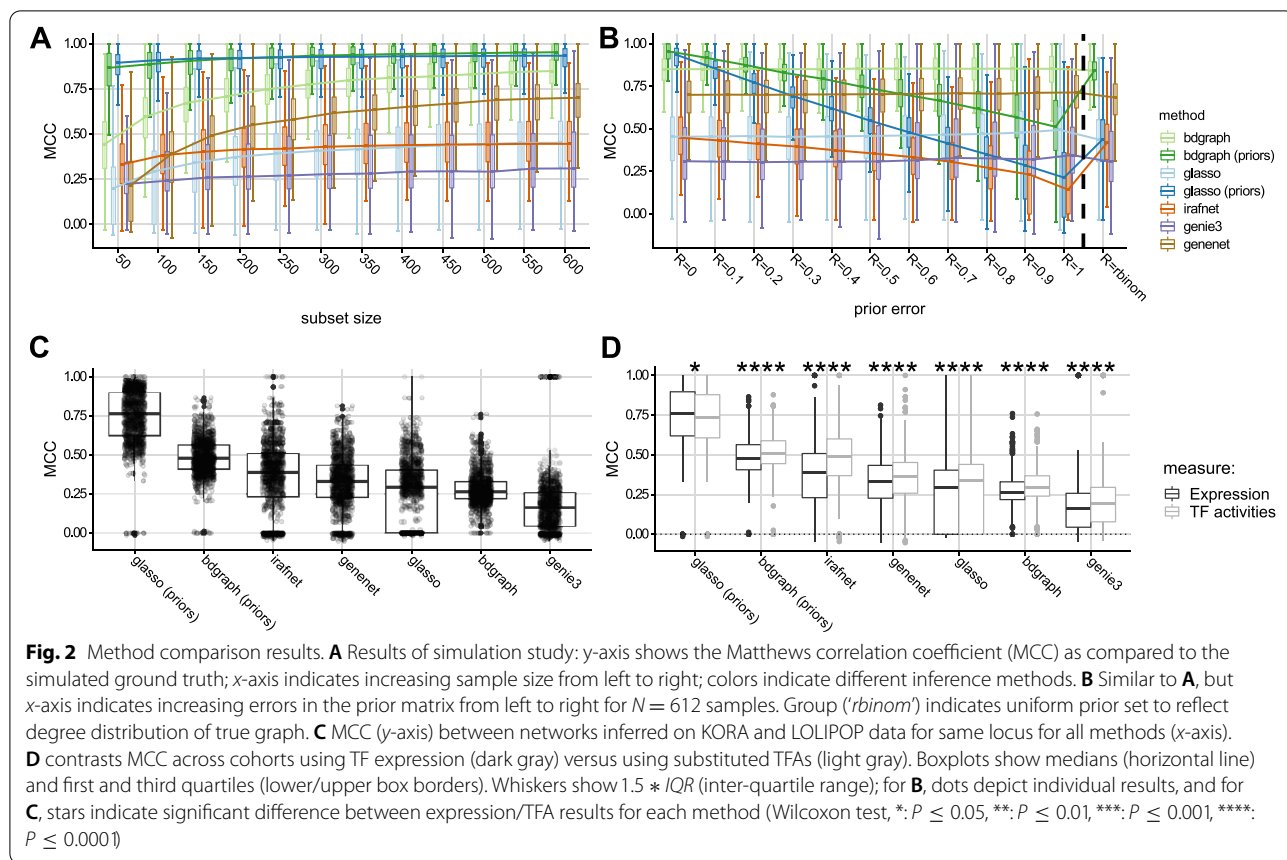 A
B
1.00
0.75
0.50
0.25
0.00
MCC
50
100
150
200
250
300
350
400
450
500
550
600
subset size
1.00
0.75
0.50
0.25
0.00
MCC
R=0
R=0.1
R=0.2
R=0.3
R=0.4
R=0.5
R=0.6
R=0.7
R=0.8
R=0.9
R=1
R=rbinom
prior error
method
bdgraph
bdgraph (priors)
glasso
glasso (priors)
irafnet
genie3
genenet
C
D
1.00
0.75
0.50
0.25
0.00
MCC
glasso (priors)
bdgraph (priors)
irafnet
genenet
glasso
bdgraph
genie3
* **** **** **** **** **** ****
1.00
0.75
0.50
0.25
0.00
MCC
glasso (priors)
bdgraph (priors)
irafnet
genenet
glasso
bdgraph
genie3
measure:
Expression
TF activities
Fig. 2 Method comparison results. A Results of simulation study: y-axis shows the Matthews correlation coefficient (MCC) as compared to the
simulated ground truth; x-axis indicates increasing sample size from left to right; colors indicate different inference methods. B Similar to A, but
x-axis indicates increasing errors in the prior matrix from left to right for N = 612 samples. Group ('rbinom') indicates uniform prior set to reflect
degree distribution of true graph. C MCC (y-axis) between networks inferred on KORA and LOLIPOP data for same locus for all methods (x-axis).
D contrasts MCC across cohorts using TF expression (dark gray) versus using substituted TFAs (light gray). Boxplots show medians (horizontal line)
and first and third quartiles (lower/upper box borders). Whiskers show 1.5 * IQR (inter-quartile range); for B, dots depict individual results, and for
C, stars indicate significant difference between expression/TFA results for each method (Wilcoxon test, *: P ≤ 0.05, **: P ≤ 0.01, ***: P ≤ 0.001, ****:
P ≤ 0.0001)